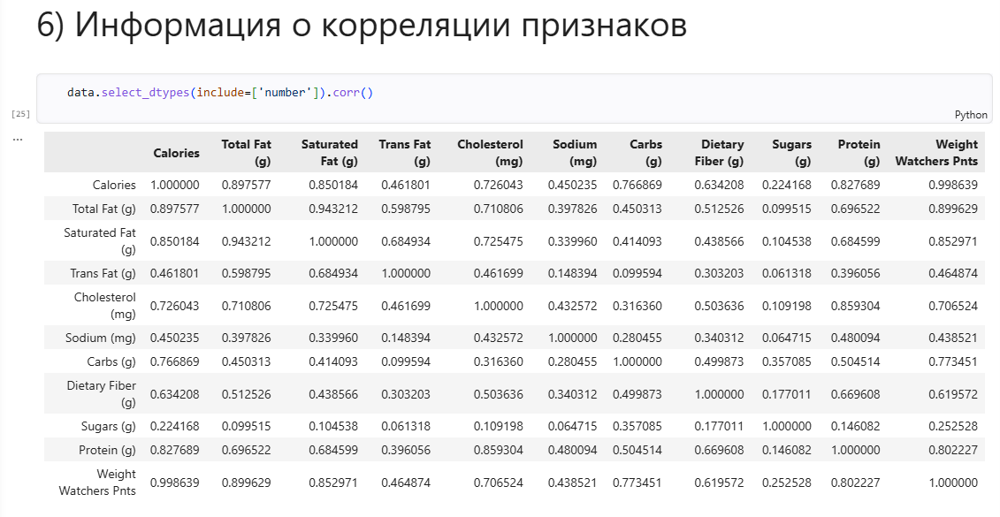 6) Информация о корреляции признаков
data.select_dtypes(include=['number']).corr()
[25]
Python
...
Calories Total Fat (g) Saturated Fat (g) Trans Fat (g) Cholesterol (mg) Sodium (mg) Carbs (g) Dietary Fiber (g) Sugars (g) Protein (g) Weight Watchers Pnts
Calories 1.000000 0.897577 0.850184 0.461801 0.726043 0.450235 0.766869 0.634208 0.224168 0.827689 0.998639
Total Fat (g) 0.897577 1.000000 0.943212 0.598795 0.710806 0.397826 0.450313 0.512526 0.099515 0.696522 0.899629
Saturated Fat (g) 0.850184 0.943212 1.000000 0.684934 0.725475 0.339960 0.414093 0.438566 0.104538 0.684599 0.852971
Trans Fat (g) 0.461801 0.598795 0.684934 1.000000 0.461699 0.148394 0.099594 0.303203 0.061318 0.396056 0.464874
Cholesterol (mg) 0.726043 0.710806 0.725475 0.461699 1.000000 0.432572 0.316360 0.503636 0.109198 0.859304 0.706524
Sodium (mg) 0.450235 0.397826 0.339960 0.148394 0.432572 1.000000 0.280455 0.340312 0.064715 0.480094 0.438521
Carbs (g) 0.766869 0.450313 0.414093 0.099594 0.316360 0.280455 1.000000 0.499873 0.357085 0.504514 0.773451
Dietary Fiber (g) 0.634208 0.512526 0.438566 0.303203 0.503636 0.340312 0.499873 1.000000 0.177011 0.669608 0.619572
Sugars (g) 0.224168 0.099515 0.104538 0.061318 0.109198 0.064715 0.357085 0.177011 1.000000 0.146082 0.252528
Protein (g) 0.827689 0.696522 0.684599 0.396056 0.859304 0.480094 0.504514 0.669608 0.146082 1.000000 0.802227
Weight Watchers Pnts 0.998639 0.899629 0.852971 0.464874 0.706524 0.438521 0.773451 0.619572 0.252528 0.802227 1.000000